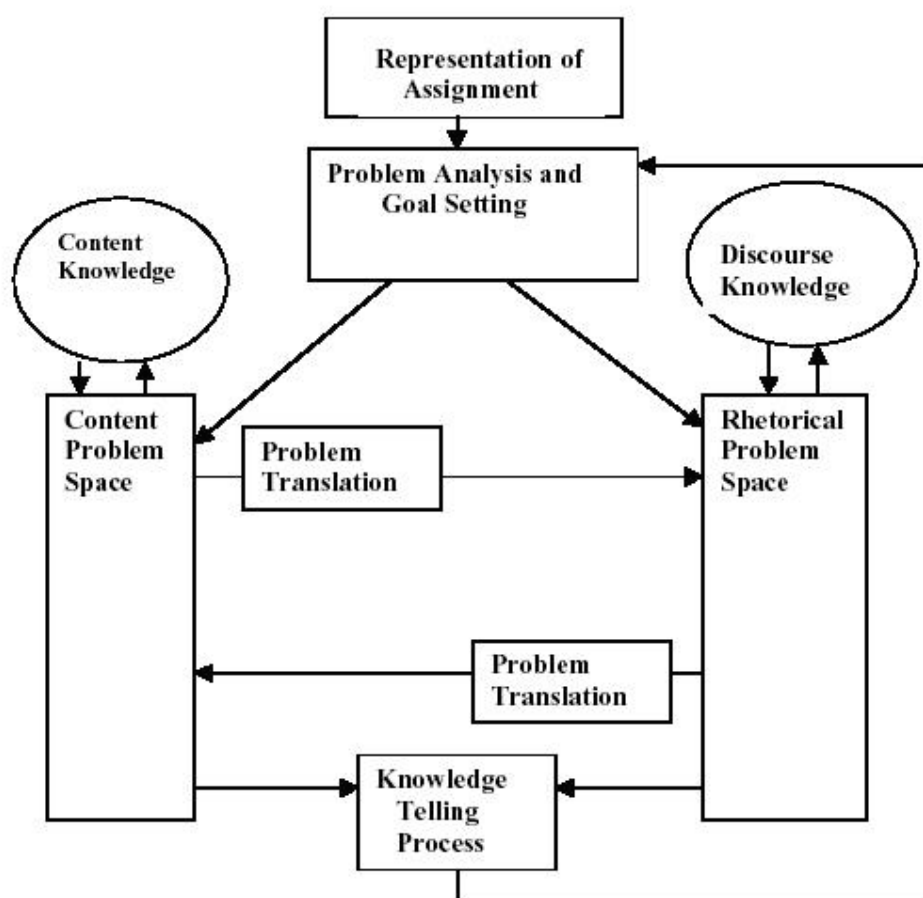 Representation of
Assignment
Problem Analysis and
Goal Setting
Content
Knowledge
Discourse
Knowledge
Content
Problem
Space
Problem
Translation
Rhetorical
Problem
Space
Problem
Translation
Knowledge
Telling
Process